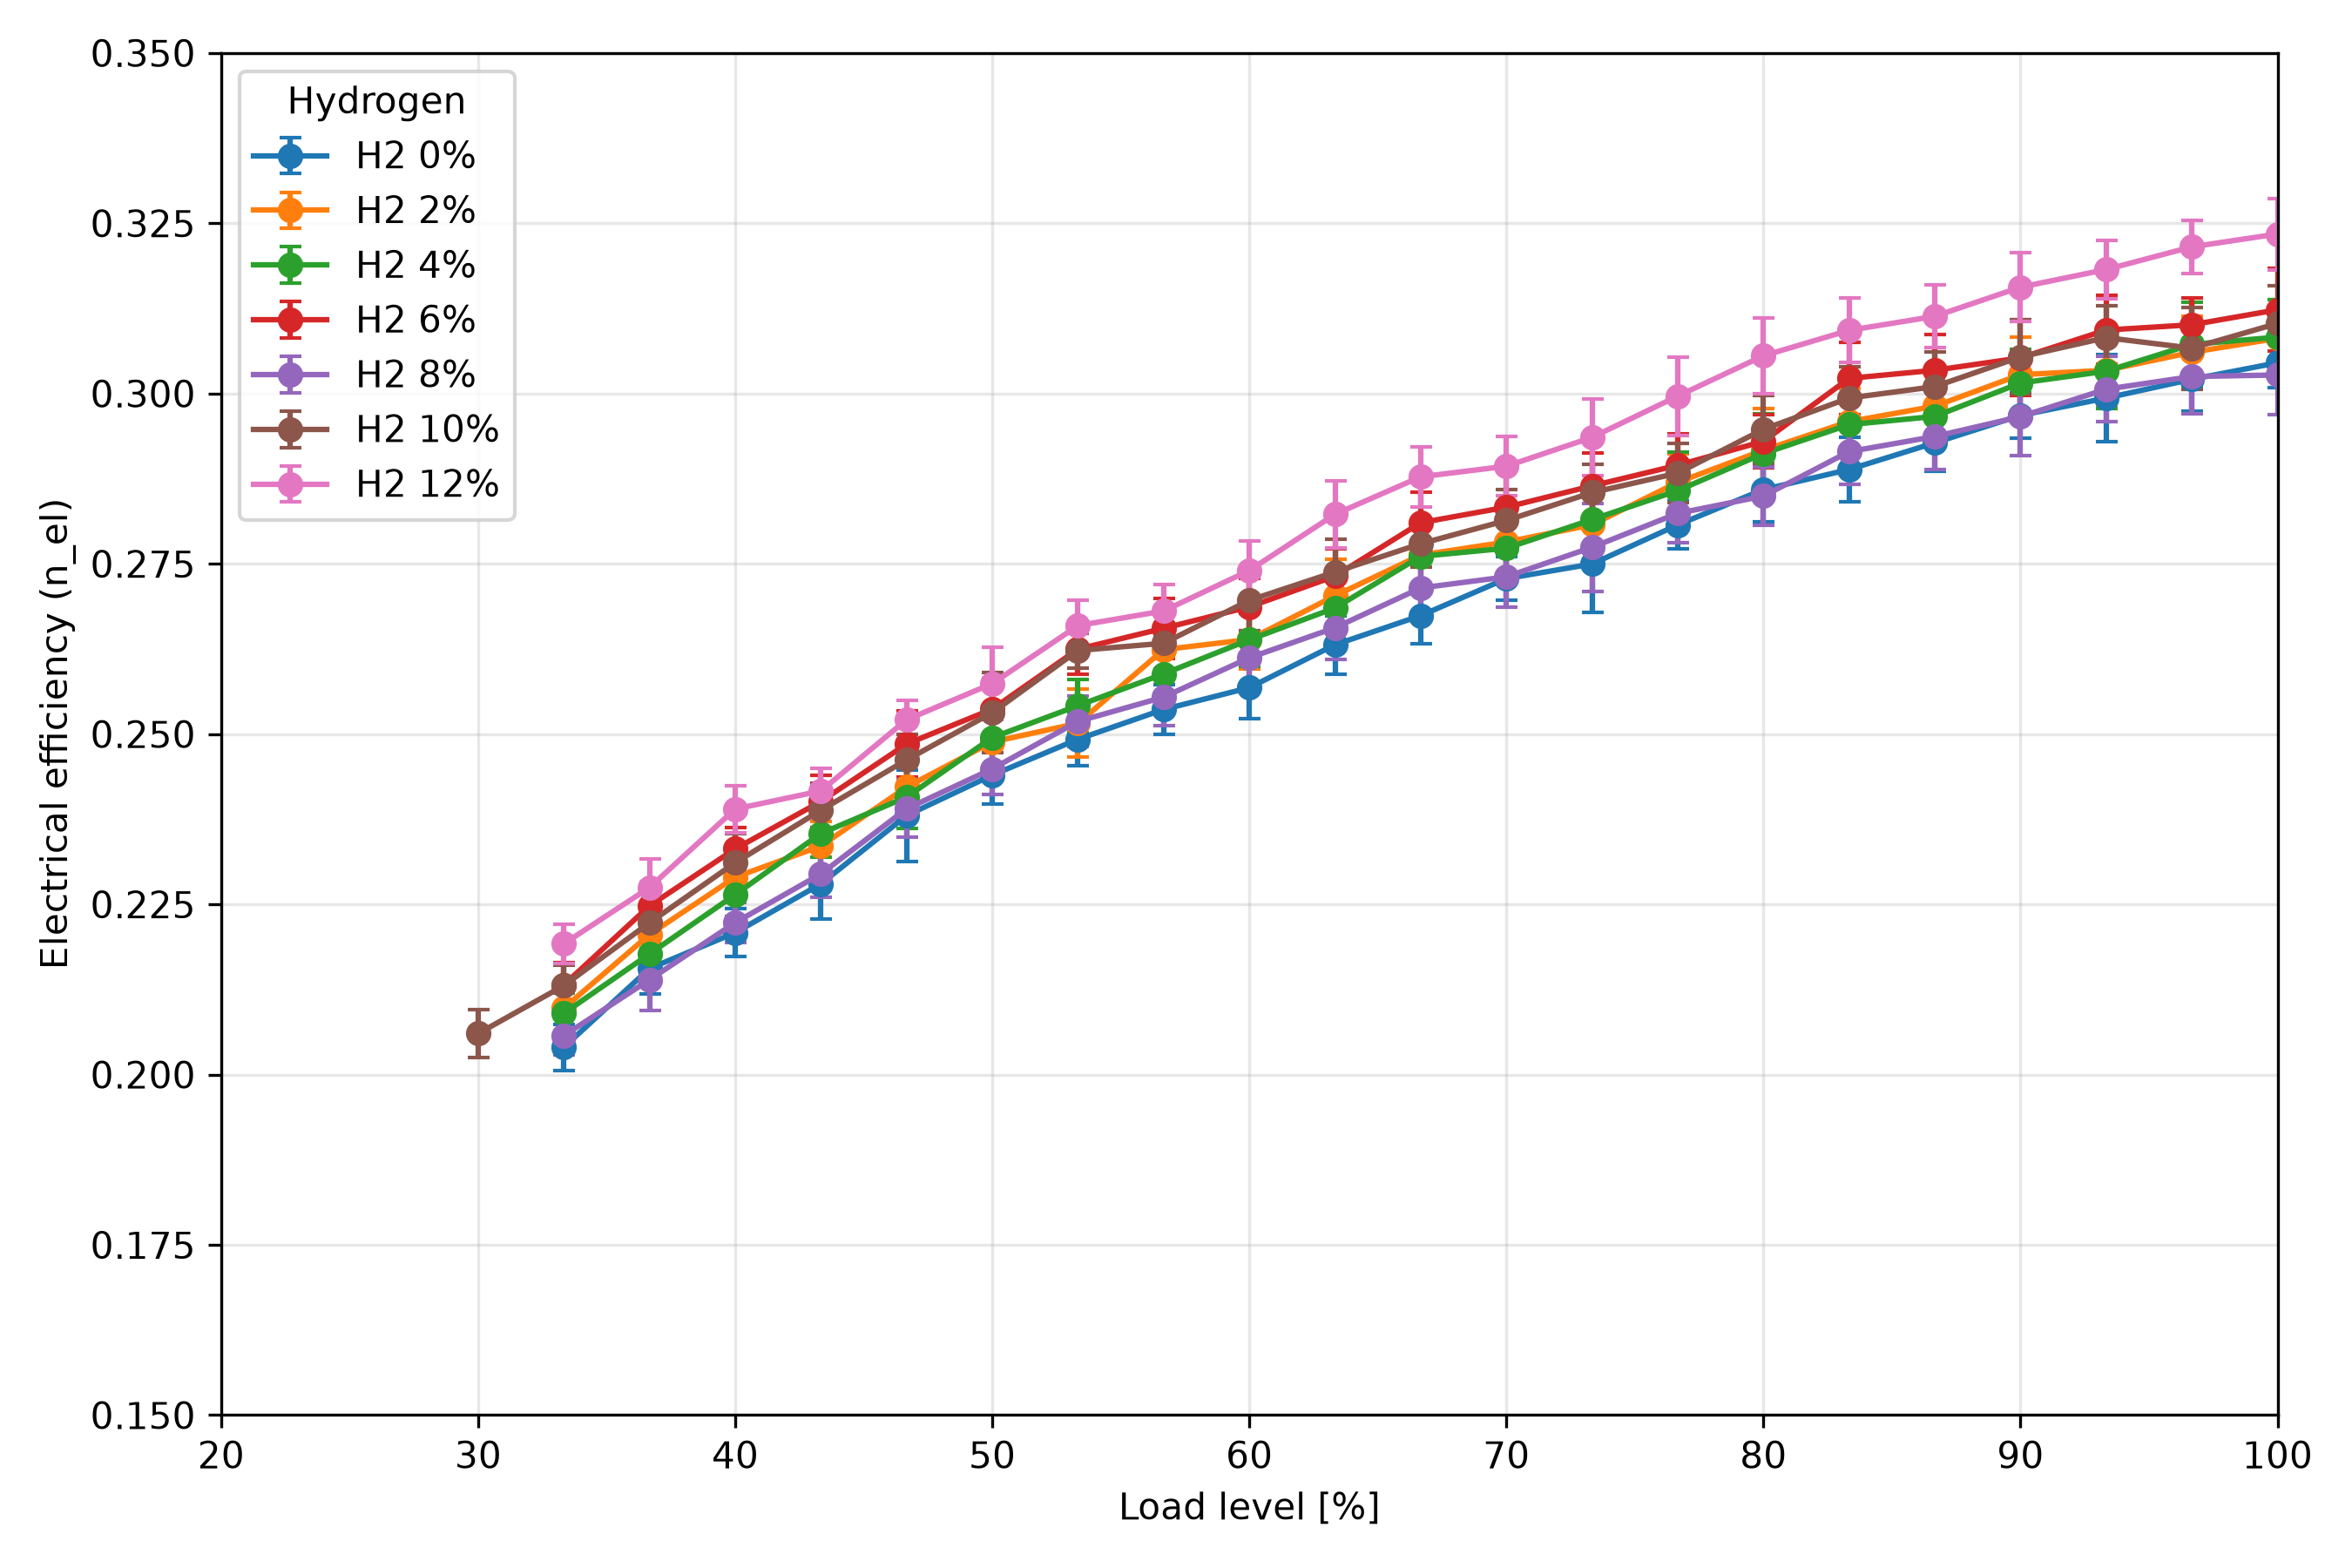 Hydrogen
H2 0%
H2 2%
H2 4%
H2 6%
H2 8%
H2 10%
H2 12%
Electrical efficiency (n_el)
0.350
0.325
0.300
0.275
0.250
0.225
0.200
0.175
0.150
20 30 40 50 60 70 80 90 100
Load level [%]